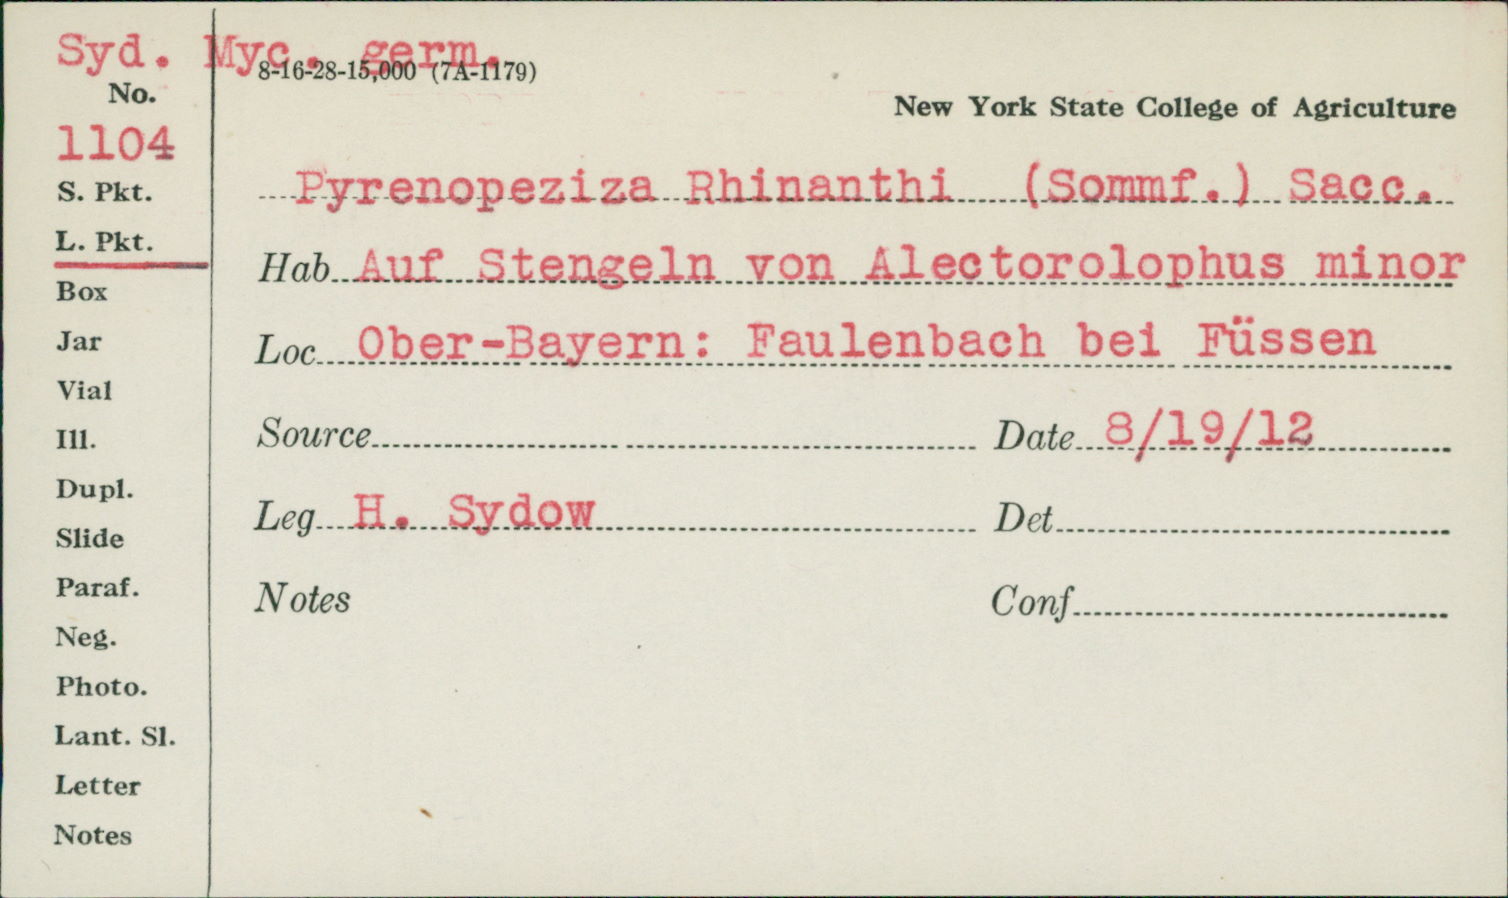 Syd. Myc. germ.
8-16-28-15,000 (7A-1179)
No.
New York State College of Agriculture
1104
S. Pkt.
Pyrenopeziza Rhinanthi (Sommf.) Sacc.
L. Pkt.
Hab Auf Stengeln von Alectorolophus minor
Box
Jar
Loc Ober-Bayern: Faulenbach bei Füssen
Vial
Ill.
Source Date 8/19/12
Dupl.
Leg H. Sydow Det
Slide
Paraf.
Notes Conf
Neg.
Photo.
Lant. Sl.
Letter
Notes